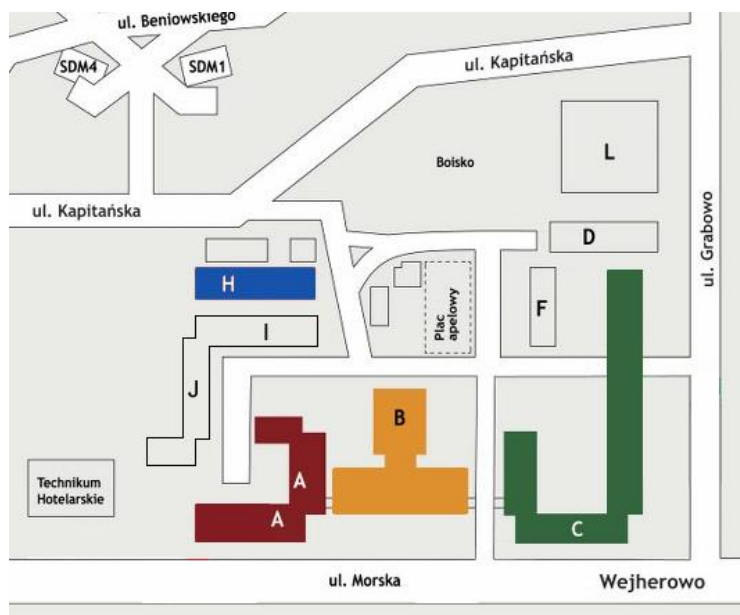 ul. Beniowskiego
SDM4
SDM1
ul. Kapitańska
L
Boisko
ul. Kapitańska
D
ul. Grabowo
H
F
Plac
apelowy
I
J
B
A
Technikum
Hotelarskie
A
C
ul. Morska
Wejherowo